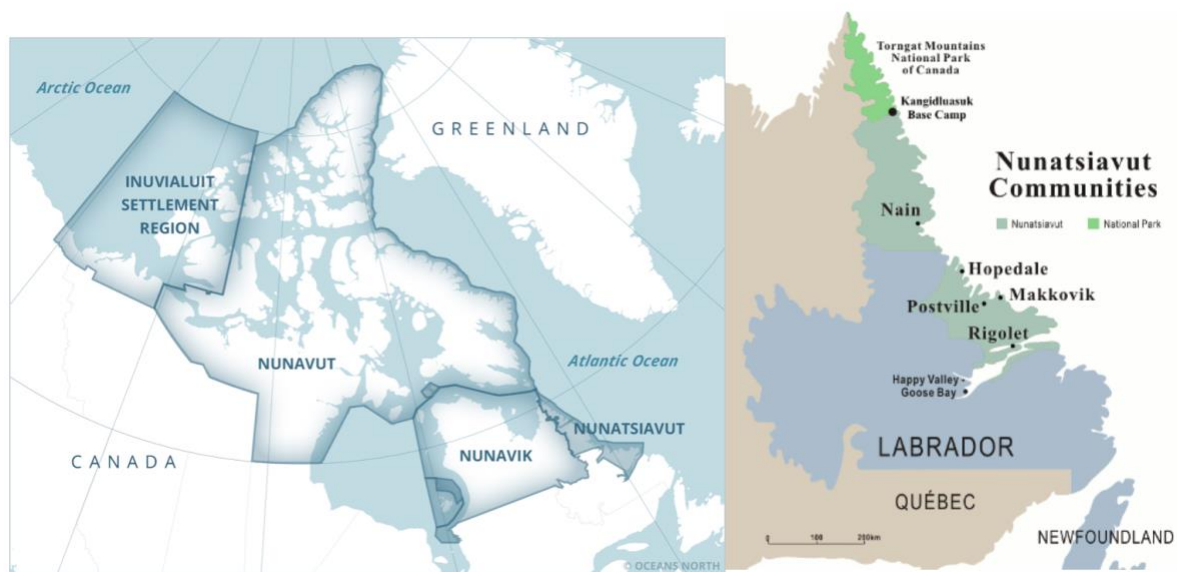 Arctic Ocean
GREENLAND
INUVIALUIT
SETTLEMENT
REGION
Atlantic Ocean
NUNAVUT
NUNATSIAVUT
NUNAVIK
CANADA
© OCEANS NORTH
Torngat Mountains
National Park
of Canada
Kangidluasuk
Base Camp
Nunatsiavut
Communities
Nunatsiavut
National Park
Nain
Hopedale
Makkovik
Postville
Rigolet
Happy Valley -
Goose Bay
LABRADOR
QUÉBEC
NEWFOUNDLAND
0 100 200km